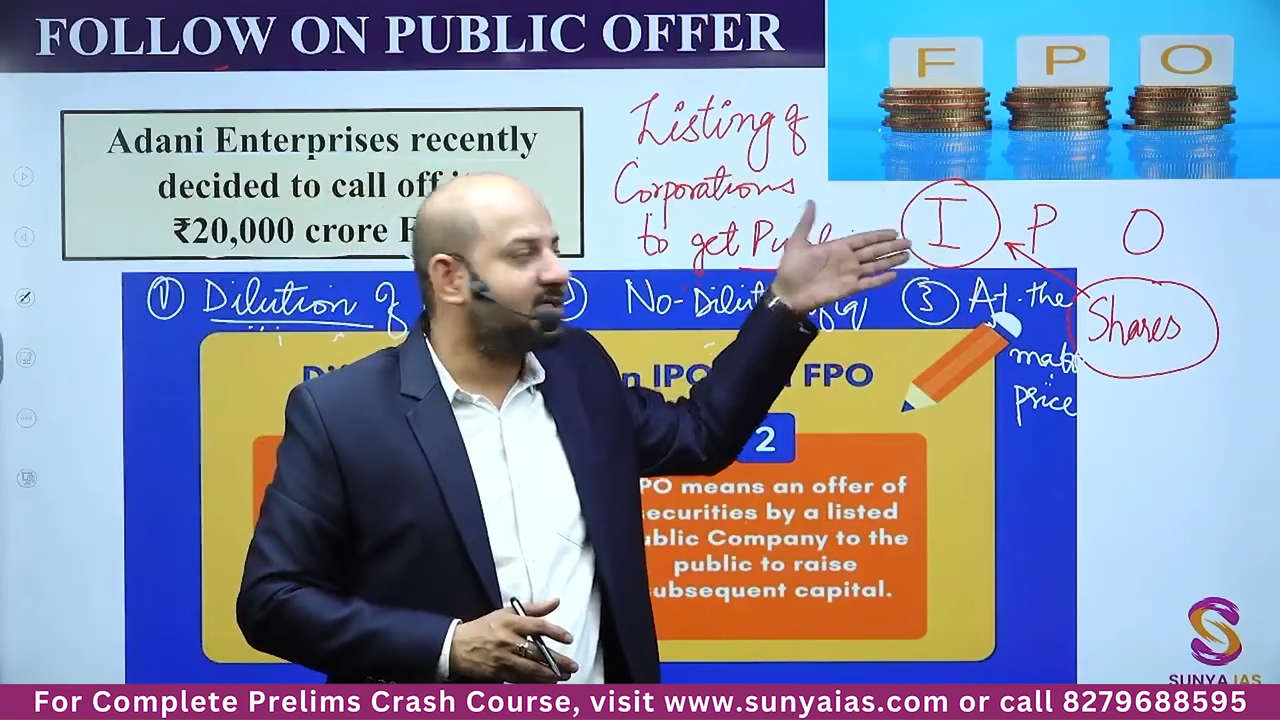 FOLLOW ON PUBLIC OFFER
F P O
Adani Enterprises recently
decided to call off
₹20,000 crore
Listing of
Corporations
to get
I P O
Shares
① Dilution of
No-
③ At the
price
IPO
FPO
2
PO means an offer of
ecurities by a listed
ublic Company to the
public to raise
ubsequent capital.
SUNYA IAS
For Complete Prelims Crash Course, visit www.sunyaias.com or call 8279688595